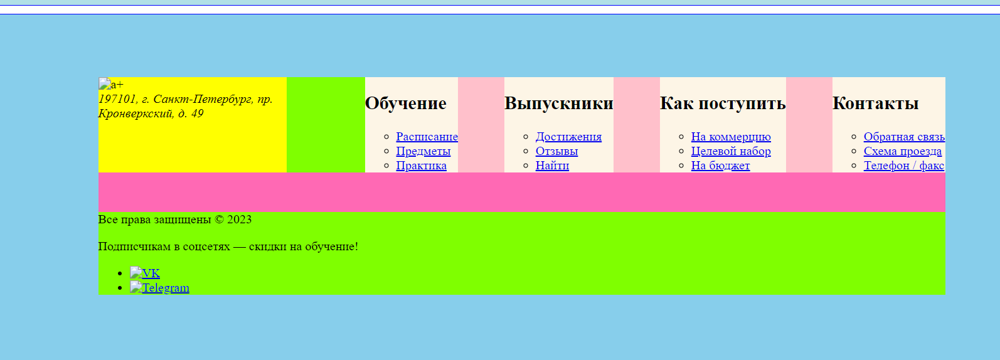 a+
197101, г. Санкт-Петербург, пр.
Кронверкский, д. 49
Обучение
Расписание
Предметы
Практика
Выпускники
Достижения
Отзывы
Найти
Как поступить
На коммерцию
Целевой набор
На бюджет
Контакты
Обратная связь
Схема проезда
Телефон / факс
Все права защищены © 2023
Подписчикам в соцсетях — скидки на обучение!
VK
Telegram